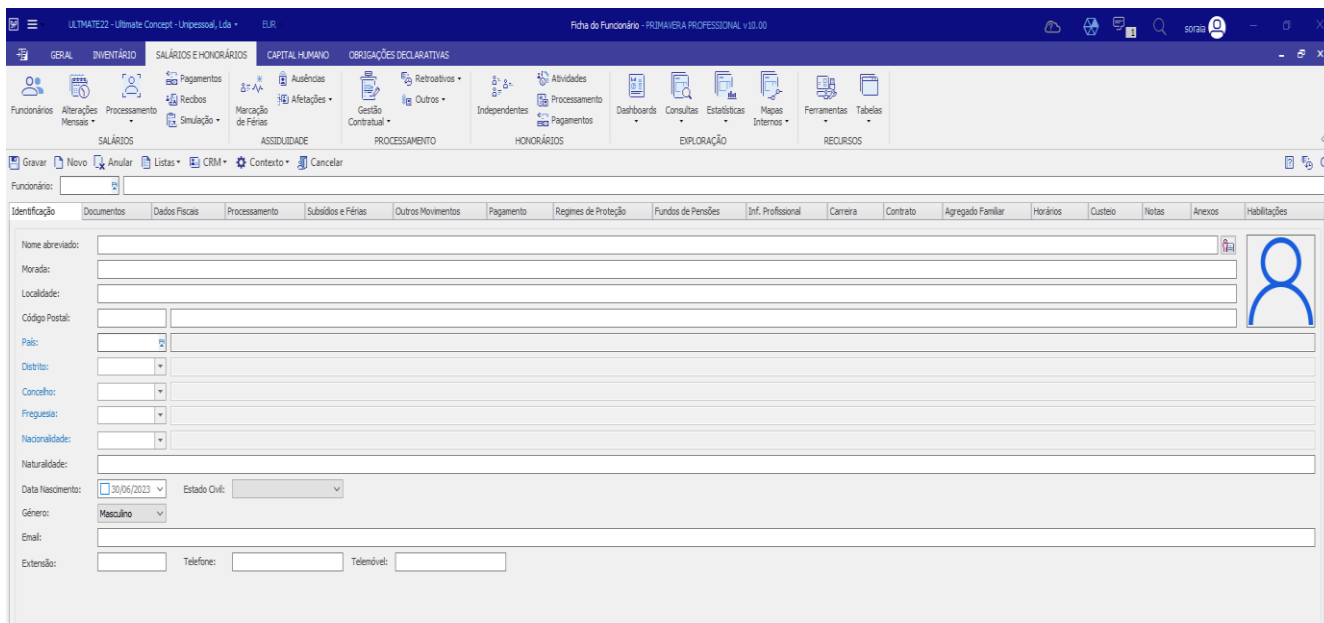 ULTMATE22 - Ultimate Concept - Unipessoal, Lda EUR Ficha do Funcionário - PRIMAVERA PROFESSIONAL v10.00 1 soraia
GERAL INVENTÁRIO SALÁRIOS E HONORÁRIOS CAPITAL HUMANO OBRIGAÇÕES DECLARATIVAS
Pagamentos Ausências Retroativos Atividades
Recibos Afetações Outros Processamento
Simulação Pagamentos
Funcionários Alterações Mensais Processamento Marcação de Férias Gestão Contratual Independentes Dashboards Consultas Estatísticas Mapas Internos Ferramentas Tabelas
SALÁRIOS ASSIDUIDADE PROCESSAMENTO HONORÁRIOS EXPLORAÇÃO RECURSOS
Gravar Novo Anular Listas CRM Contexto Cancelar
Funcionário:
Identificação Documentos Dados Fiscais Processamento Subsídios e Férias Outros Movimentos Pagamento Regimes de Proteção Fundos de Pensões Inf. Profissional Carreira Contrato Agregado Familiar Horários Custeio Notas Anexos Habilitações
Nome abreviado:
Morada:
Localidade:
Código Postal:
País:
Distrito:
Concelho:
Freguesia:
Nacionalidade:
Naturalidade:
Data Nascimento: 30/06/2023 Estado Civil:
Género: Masculino
Email:
Extensão: Telefone: Telemóvel: